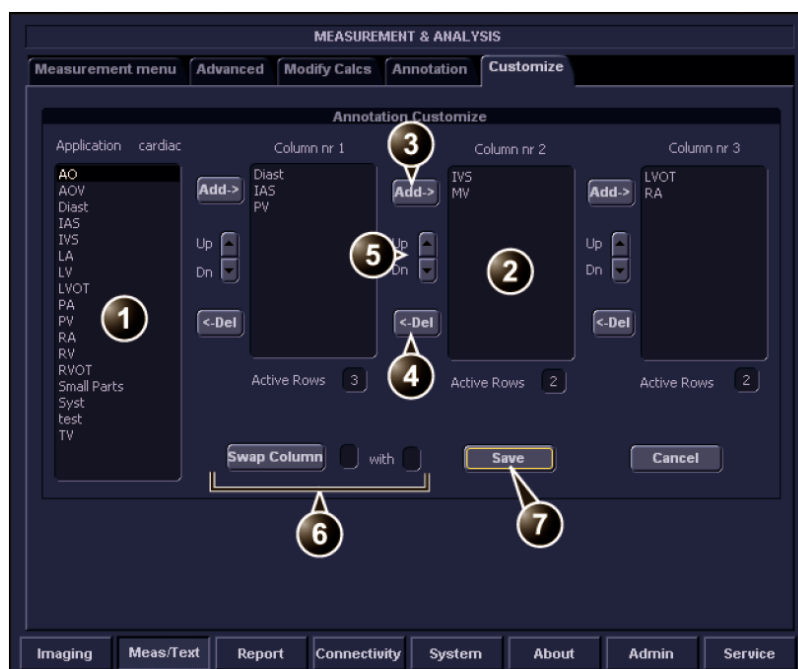 MEASUREMENT & ANALYSIS
Measurement menu Advanced Modify Calcs Annotation Customize
Annotation Customize
Application cardiac
AO
AOV
Diast
IAS
IVS
LA
LV
LVOT
PA
PV
RA
RV
RVOT
Small Parts
Syst
test
TV
1
Add->
Up
Dn
<-Del
Column nr 1
Diast
IAS
PV
Active Rows 3
3
Add->
Up
Dn
5
<-Del
4
Column nr 2
IVS
MV
2
Active Rows 2
Add->
Up
Dn
<-Del
Column nr 3
LVOT
RA
Active Rows 2
Swap Column with
6
Save
7
Cancel
Imaging Meas/Text Report Connectivity System About Admin Service